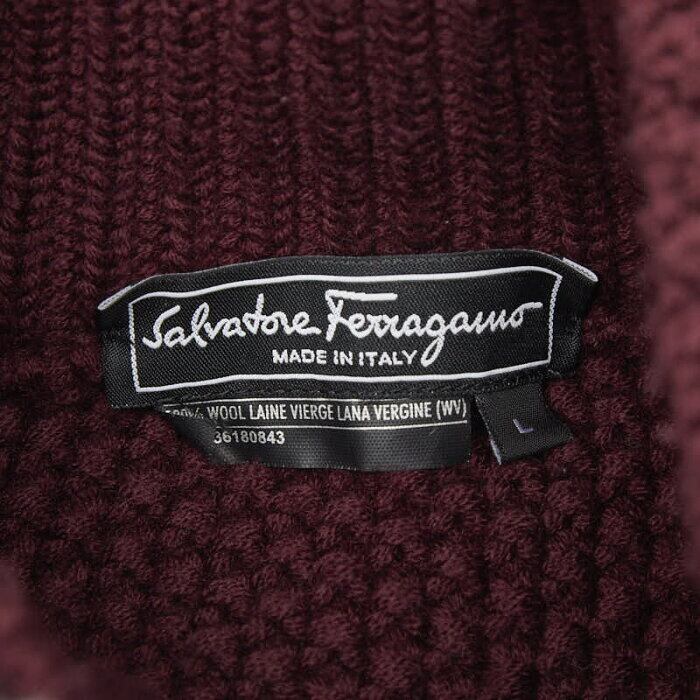 Salvatore Ferragamo
MADE IN ITALY
WOOL LAINE VIERGE LANA VERGINE (WV)
36180843
L